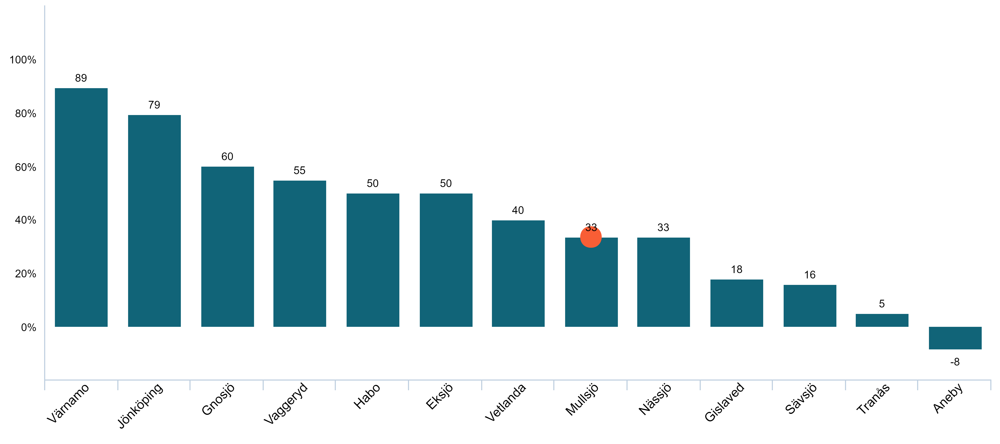 100%
80%
60%
40%
20%
0%
89
79
60
55
50
50
40
33
33
18
16
5
-8
Värnamo
Jönköping
Gnosjö
Vaggeryd
Habo
Eksjö
Vetlanda
Mullsjö
Nässjö
Gislaved
Sävsjö
Tranås
Aneby